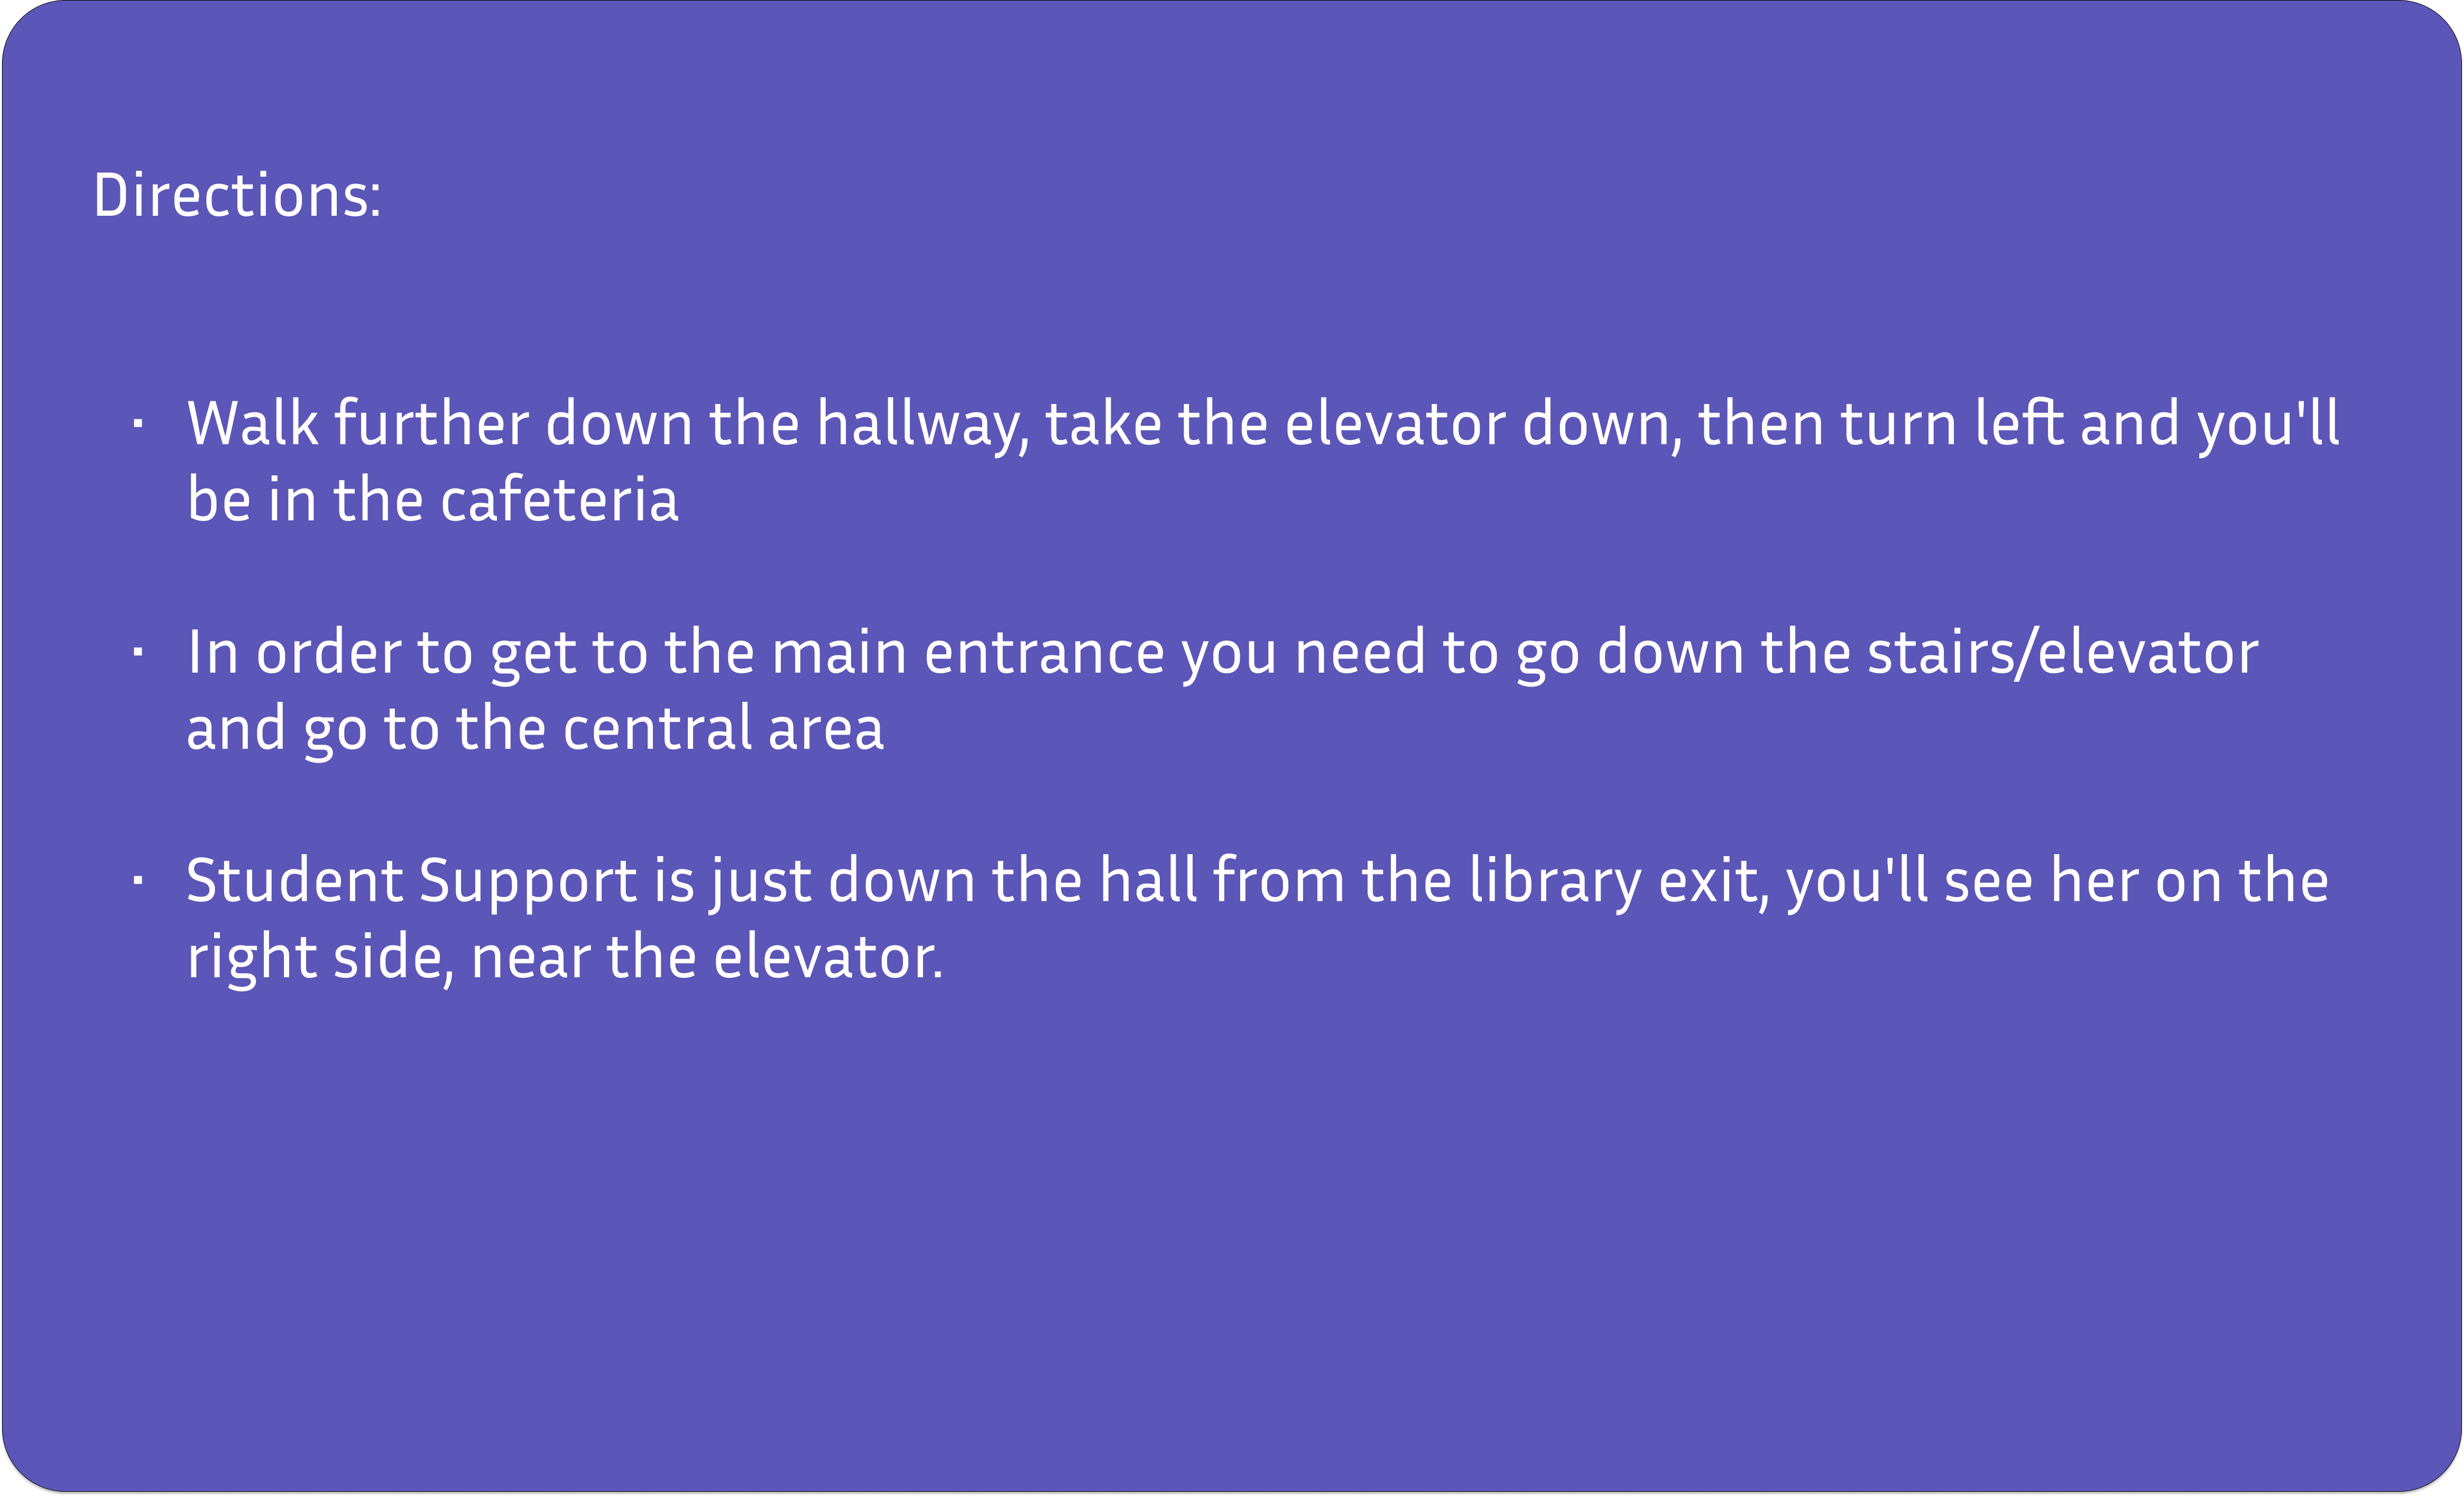 Directions:
· Walk further down the hallway, take the elevator down, then turn left and you'll
be in the cafeteria
· In order to get to the main entrance you need to go down the stairs/elevator
and go to the central area
· Student Support is just down the hall from the library exit, you'll see her on the
right side, near the elevator.